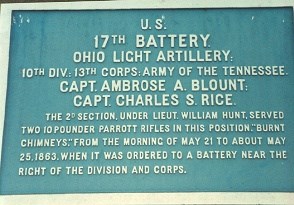 U.S.
17TH BATTERY.
OHIO LIGHT ARTILLERY:
10TH DIV.: 13TH CORPS: ARMY OF THE TENNESSEE.
CAPT. AMBROSE A. BLOUNT:
CAPT. CHARLES S. RICE.
THE 2D SECTION, UNDER LIEUT. WILLIAM HUNT, SERVED
TWO 10 POUNDER PARROTT RIFLES IN THIS POSITION, "BURNT
CHIMNEYS," FROM THE MORNING OF MAY 21 TO ABOUT MAY
25, 1863, WHEN IT WAS ORDERED TO A BATTERY NEAR THE
RIGHT OF THE DIVISION AND CORPS.